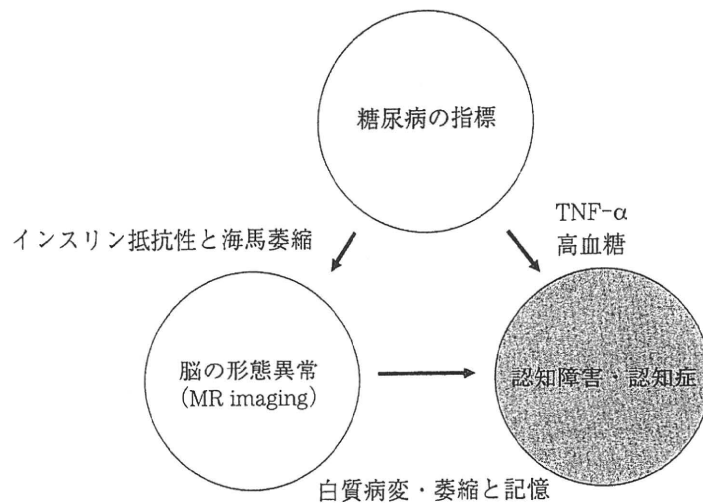 糖尿病の指標
TNF-α
高血糖
インスリン抵抗性と海馬萎縮
脳の形態異常
(MR imaging)
認知障害・認知症
白質病変・萎縮と記憶